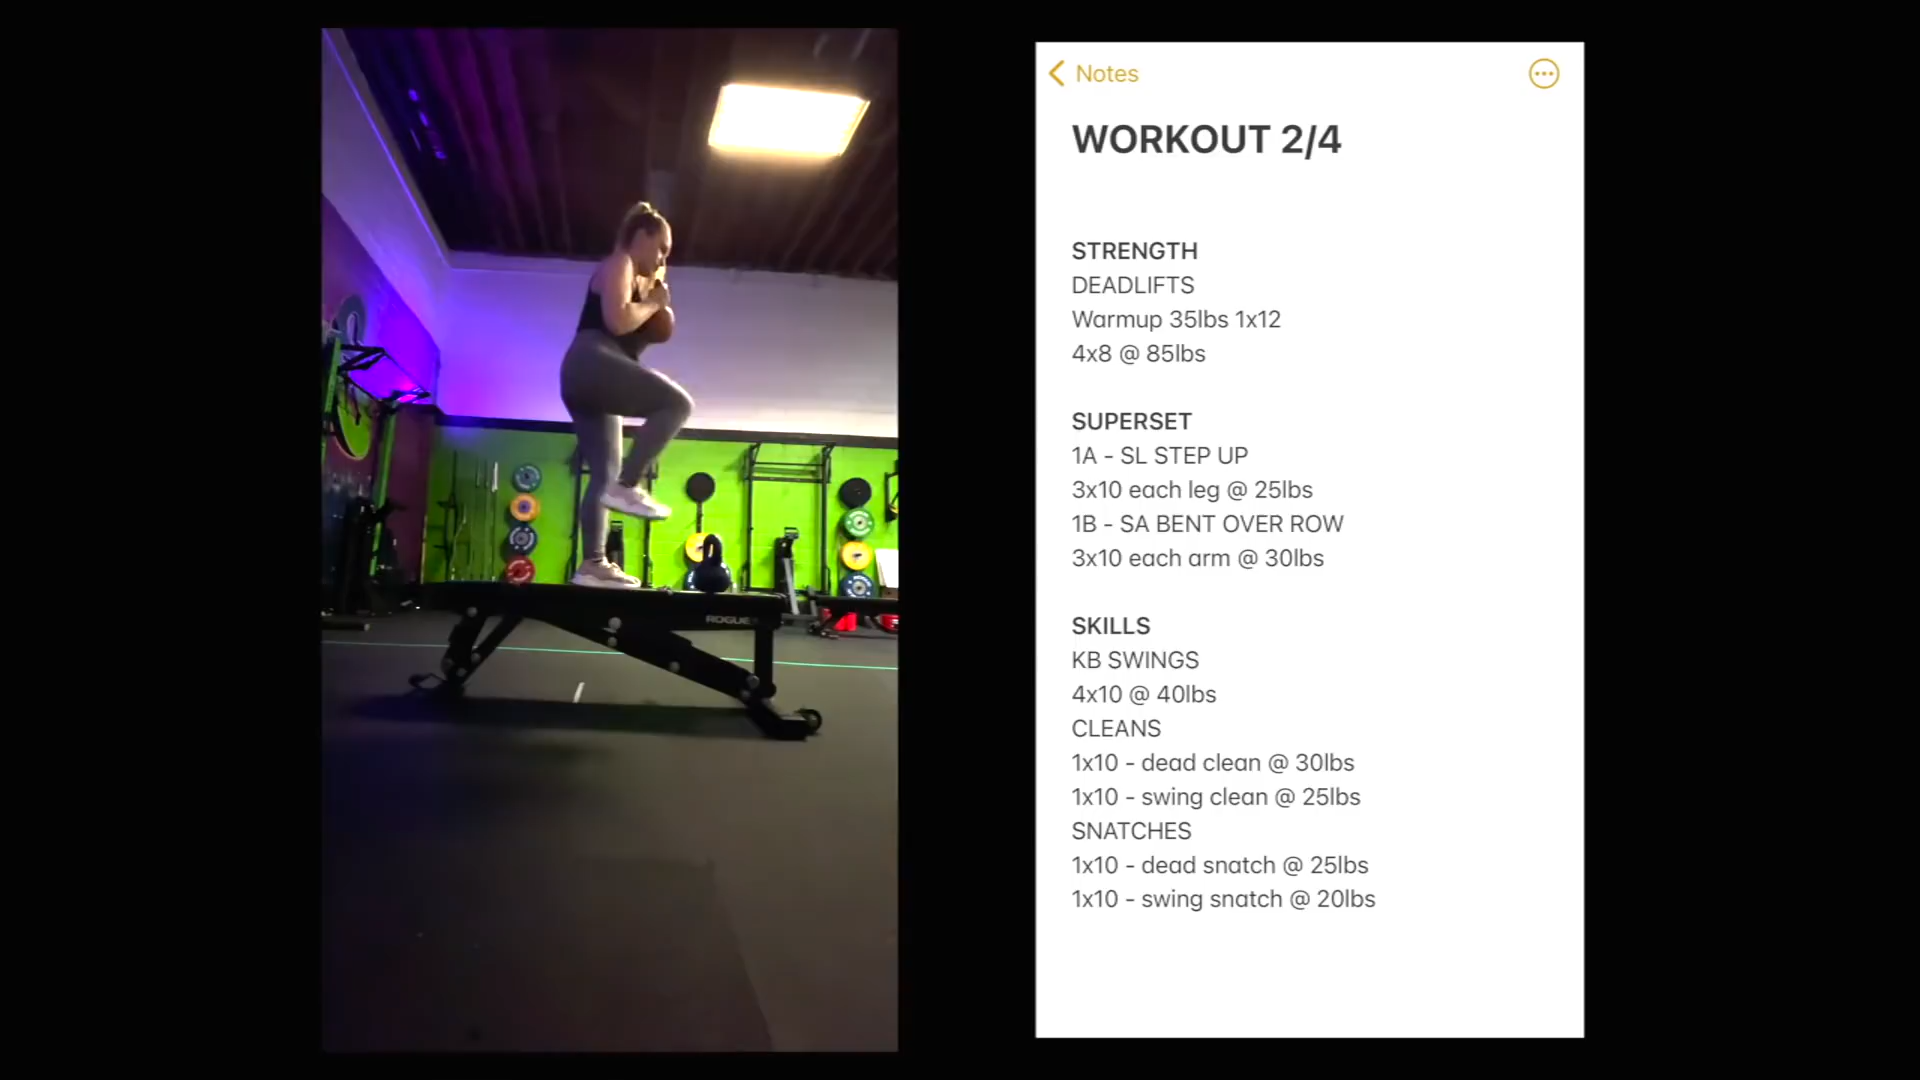 Notes
WORKOUT 2/4
STRENGTH
DEADLIFTS
Warmup 35lbs 1x12
4x8 @ 85lbs
SUPERSET
1A - SL STEP UP
3x10 each leg @ 25lbs
1B - SA BENT OVER ROW
3x10 each arm @ 30lbs
SKILLS
KB SWINGS
4x10 @ 40lbs
CLEANS
1x10 - dead clean @ 30lbs
1x10 - swing clean @ 25lbs
SNATCHES
1x10 - dead snatch @ 25lbs
1x10 - swing snatch @ 20lbs
ROGUE